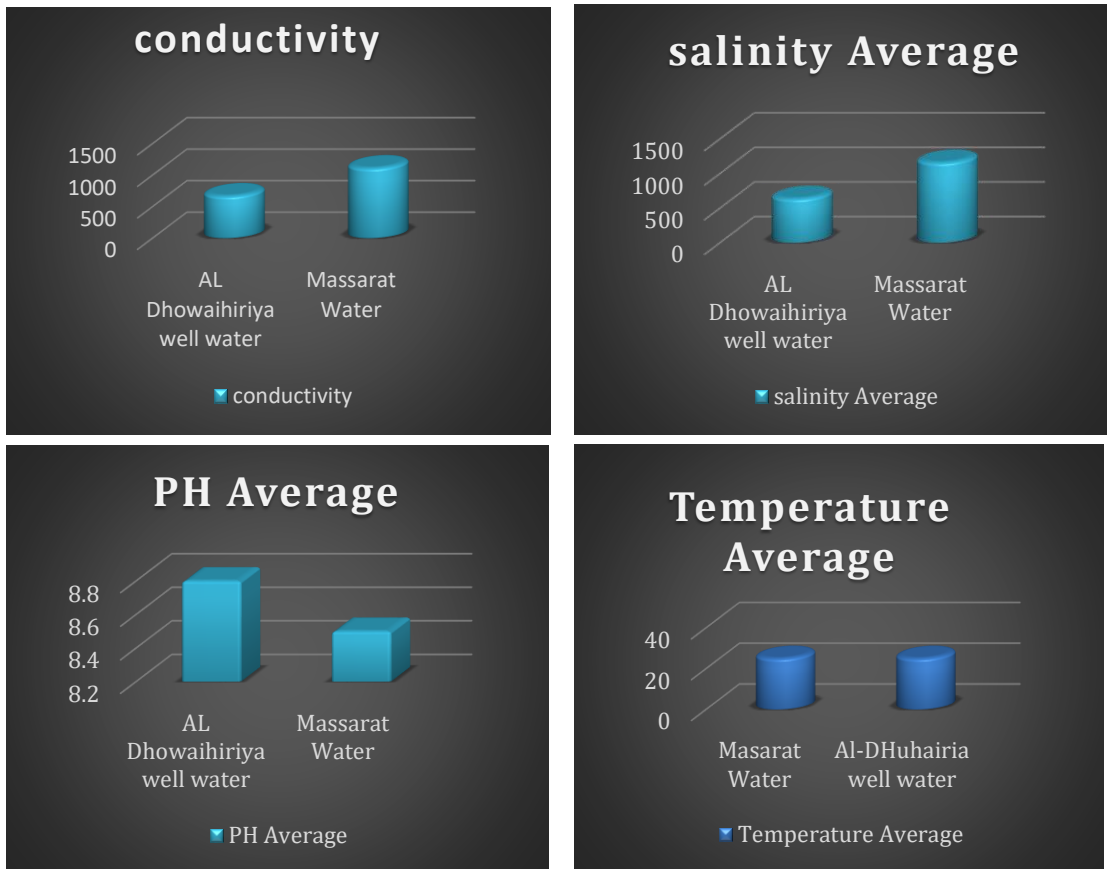 conductivity
1500
1000
500
0
AL
Dhowaihiriya
well water
Massarat
Water
conductivity
salinity Average
1500
1000
500
0
AL
Dhowaihiriya
well water
Massarat
Water
salinity Average
PH Average
8.8
8.6
8.4
8.2
AL
Dhowaihiriya
well water
Massarat
Water
PH Average
Temperature
Average
40
20
0
Masarat
Water
Al-DHuhairia
well water
Temperature Average